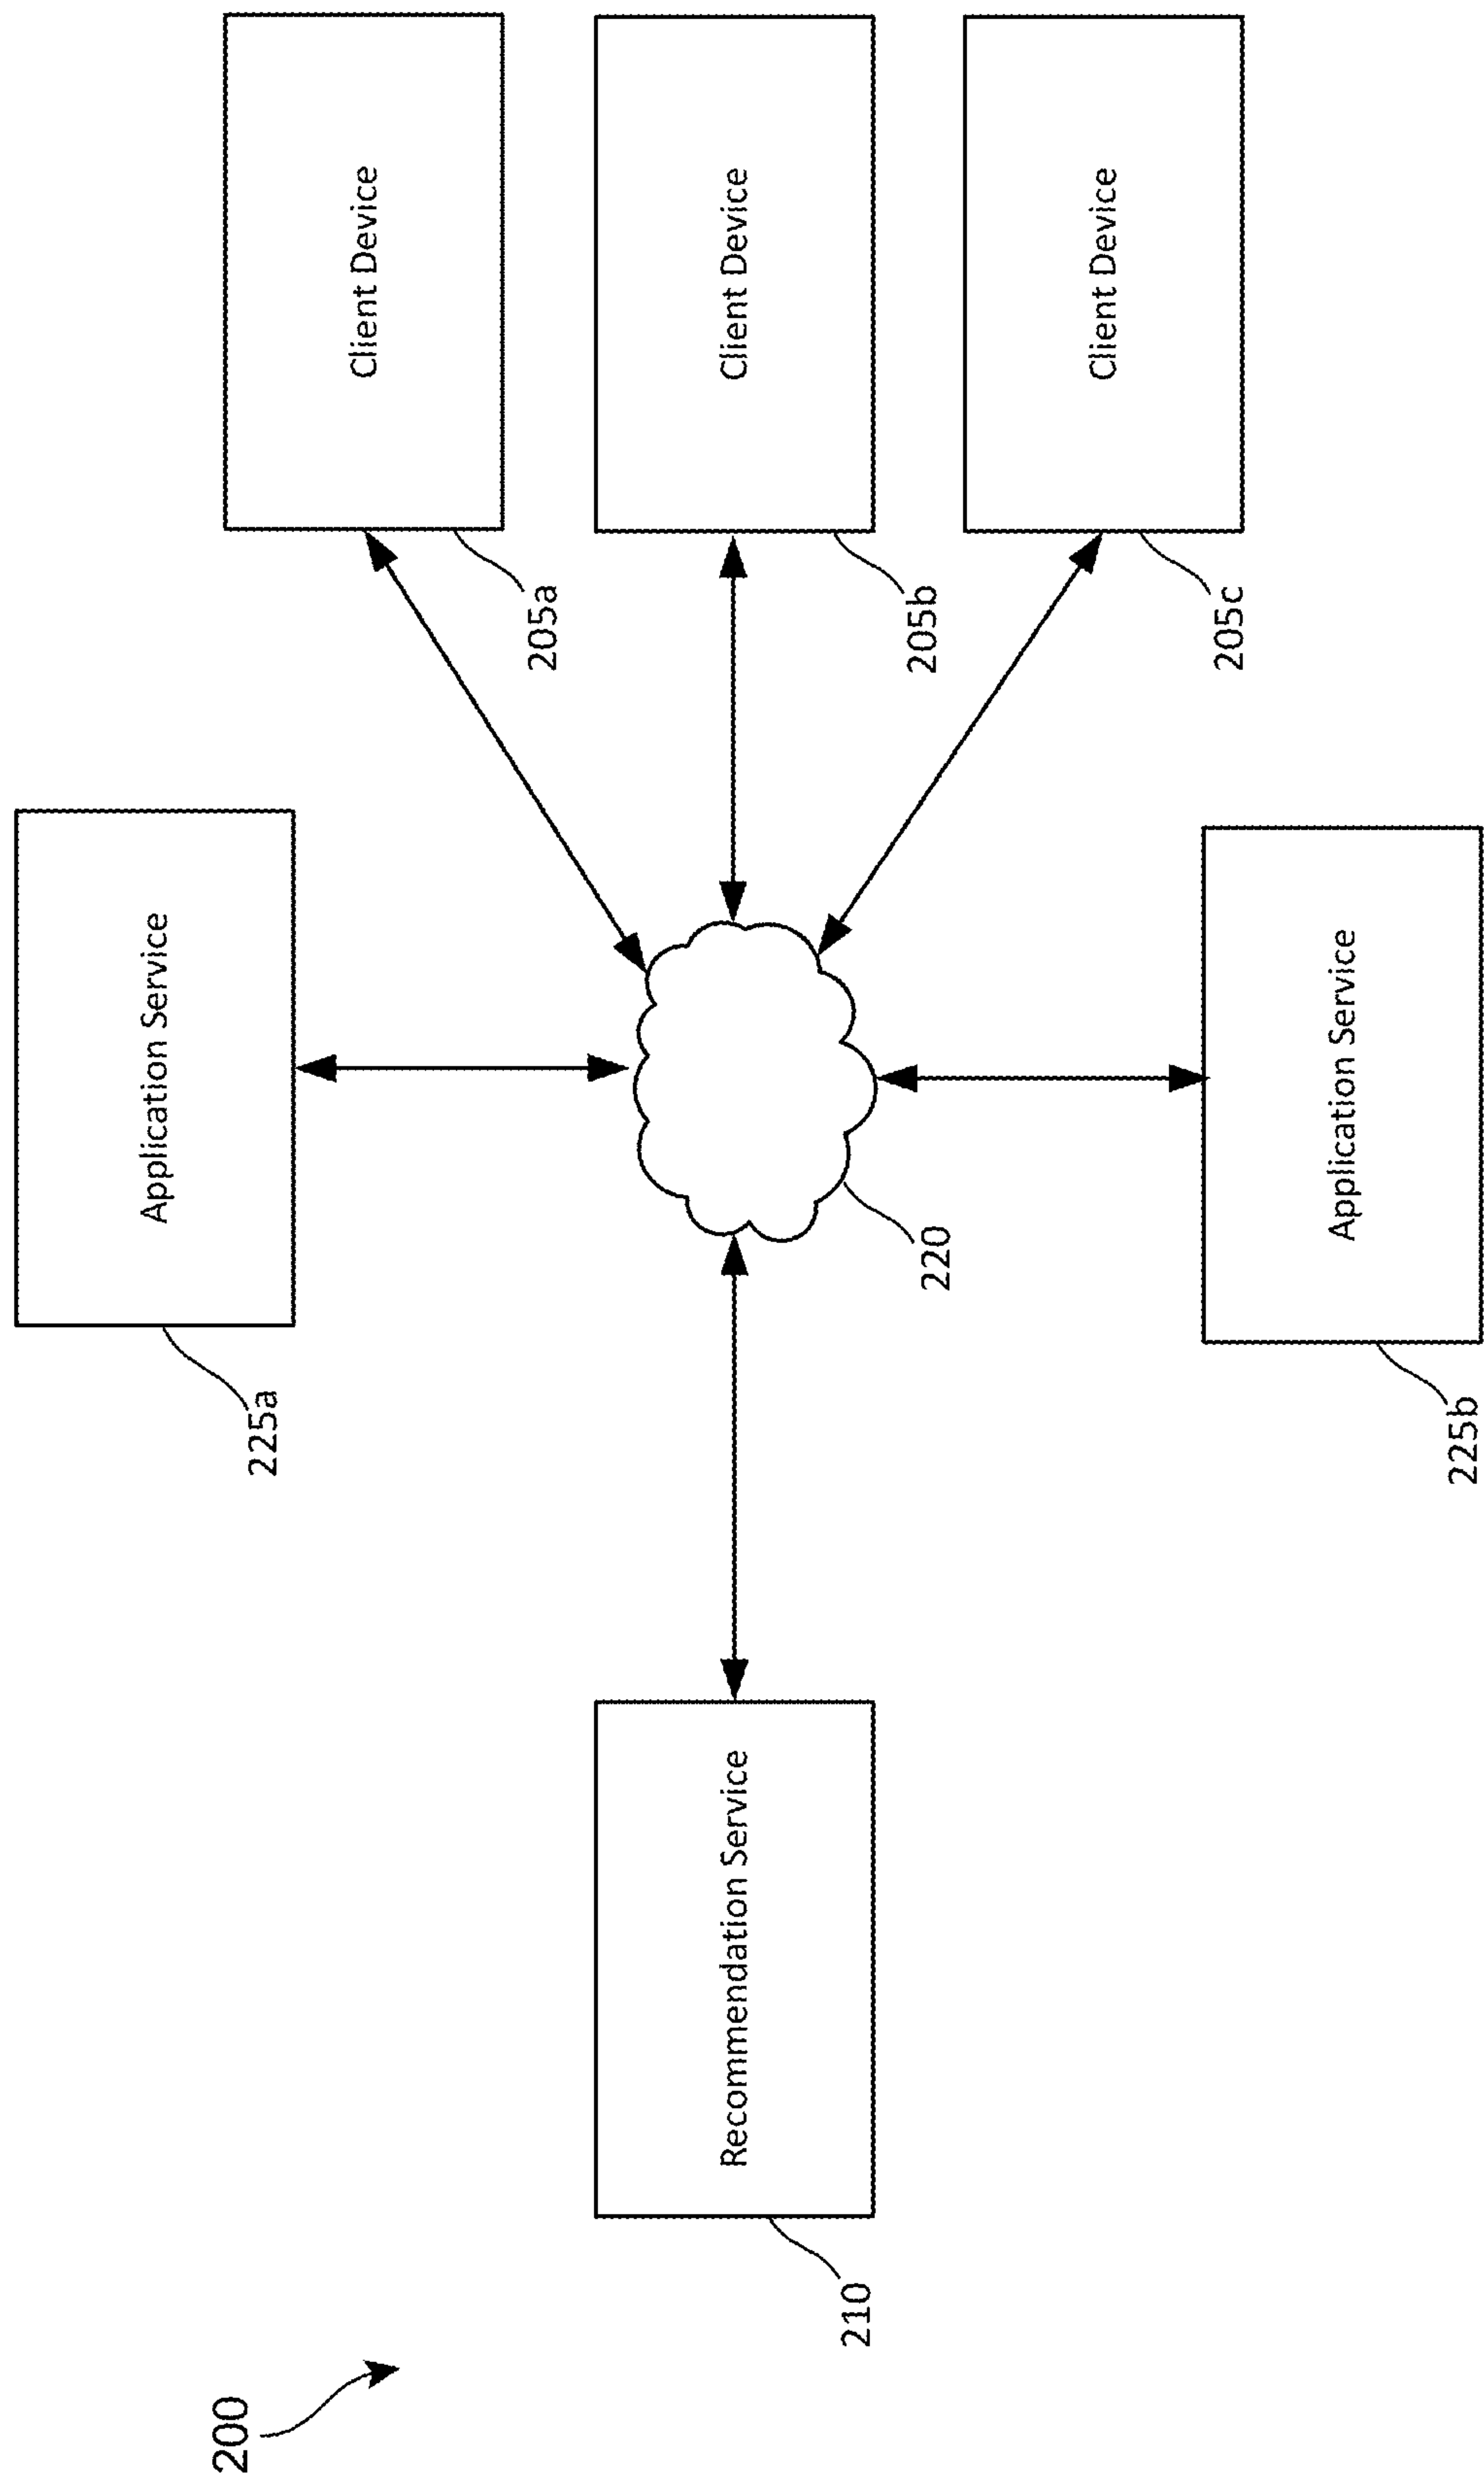 200
Application Service
225a
Client Device
205a
Recommendation Service
210
220
Client Device
205b
Client Device
205c
Application Service
225b